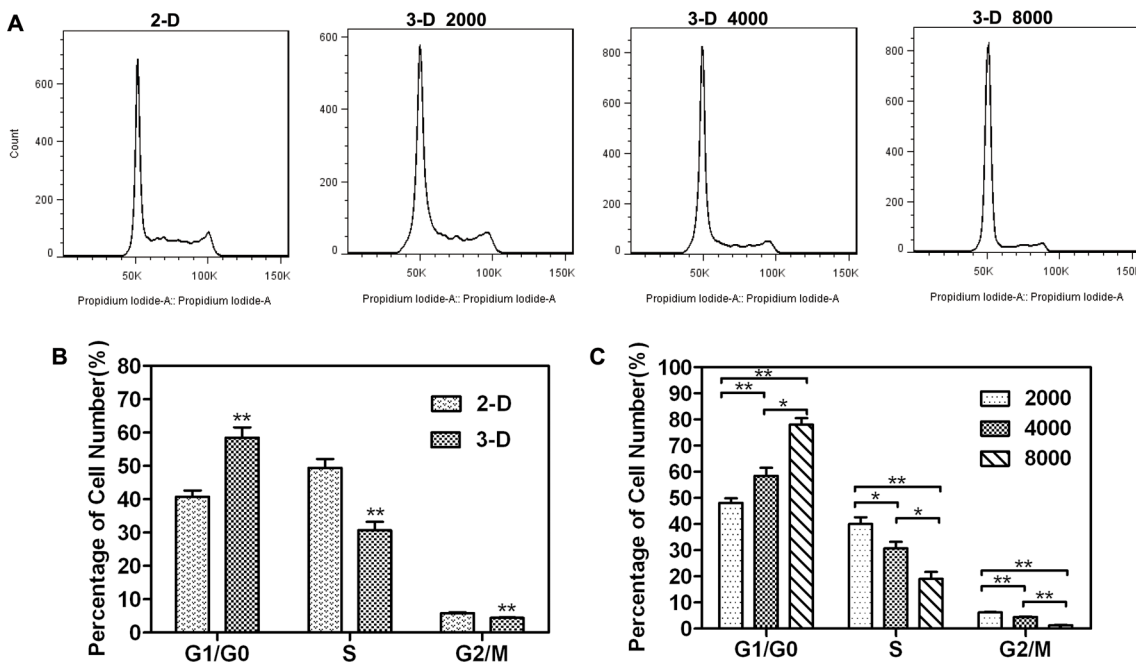 A
2-D
3-D 2000
3-D 4000
3-D 8000
Count
600
400
200
0
50K 100K
Propidium Iodide-A:: Propidium Iodide-A
600
400
200
0
50K 100K 150K
Propidium Iodide-A:: Propidium Iodide-A
800
600
400
200
0
50K 100K 150K
Propidium Iodide-A:: Propidium Iodide-A
800
600
400
200
0
50K 100K 150K
Propidium Iodide-A:: Propidium Iodide-A
B
Percentage of Cell Number(%)
80
70
60
50
40
30
20
10
0
2-D
3-D
**
**
**
G1/G0 S G2/M
C
Percentage of Cell Number(%)
100
90
80
70
60
50
40
30
20
10
0
2000
4000
8000
**
**
*
**
*
*
**
**
**
G1/G0 S G2/M